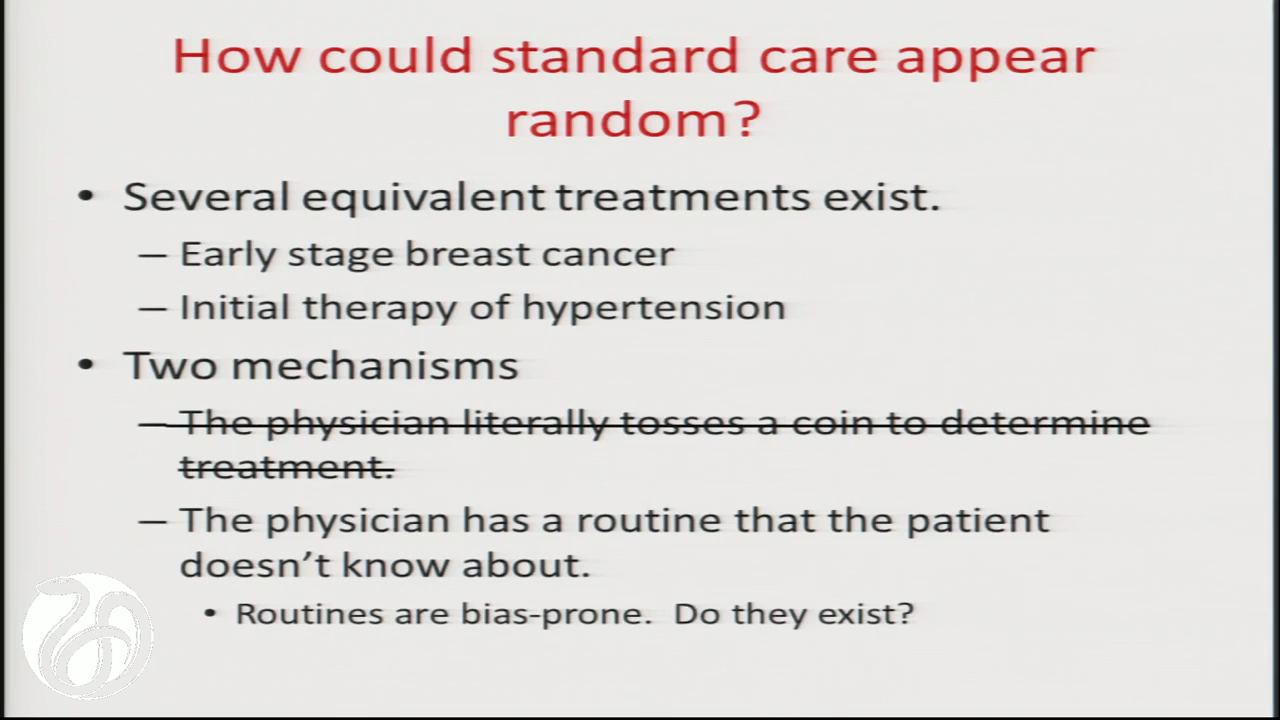 How could standard care appear
random?
• Several equivalent treatments exist.
– Early stage breast cancer
– Initial therapy of hypertension
• Two mechanisms
– The physician literally tosses a coin to determine
treatment.
– The physician has a routine that the patient
doesn’t know about.
• Routines are bias-prone.  Do they exist?